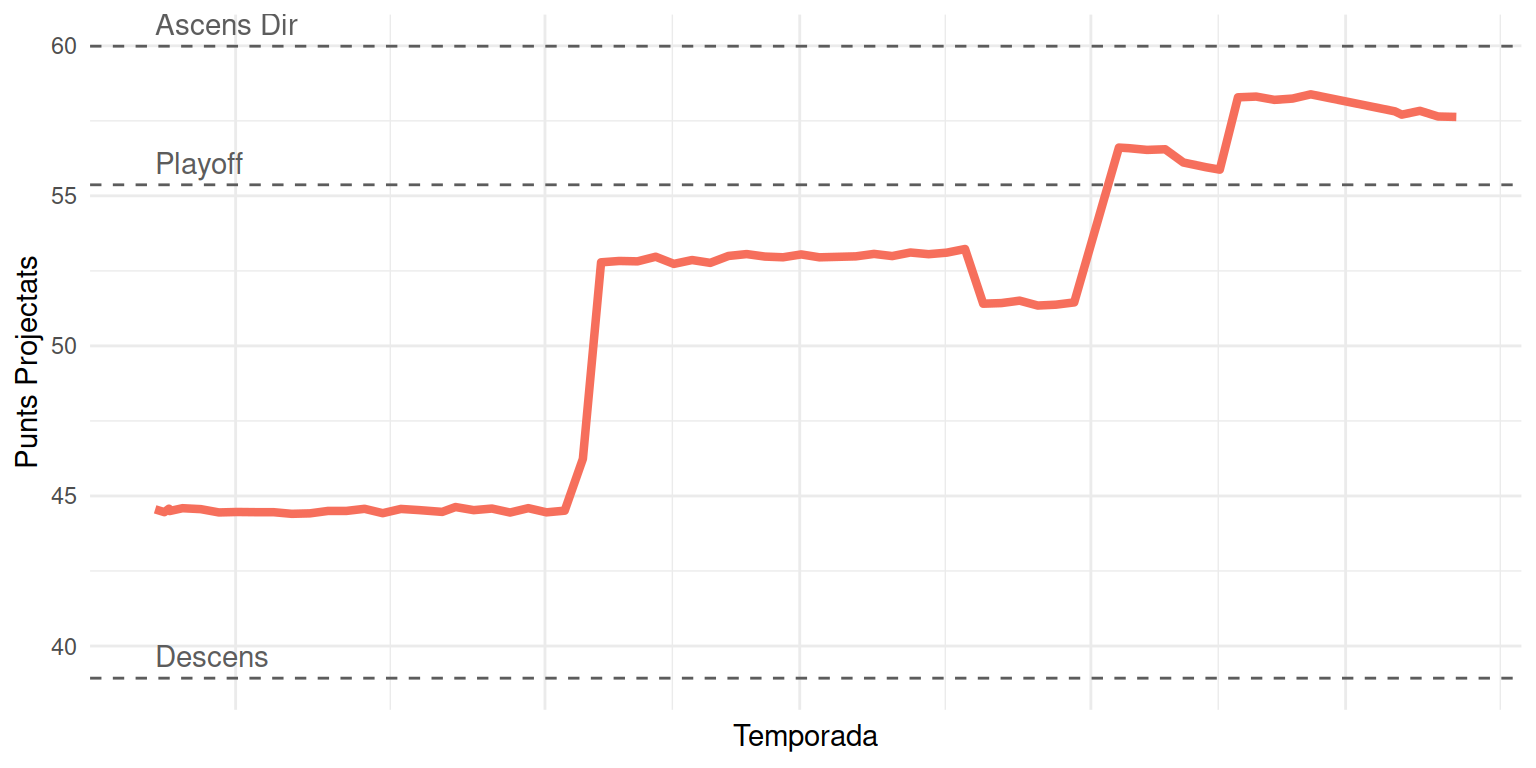 Ascens Dir
60
Playoff
55
50
45
40
Descens
Punts Projectats
Temporada